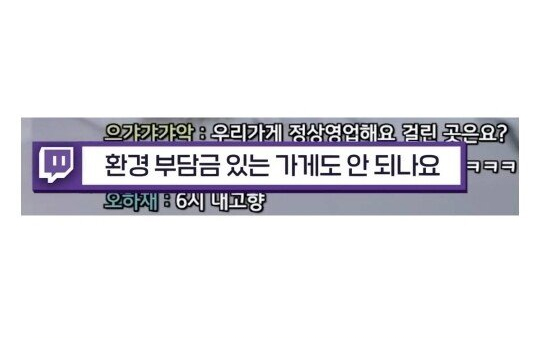 으갸갸갸악 : 우리가게 정상영업해요 걸린 곳은요?
환경 부담금 있는 가게도 안 되나요
ㅋㅋㅋ
오하재 : 6시 내고향